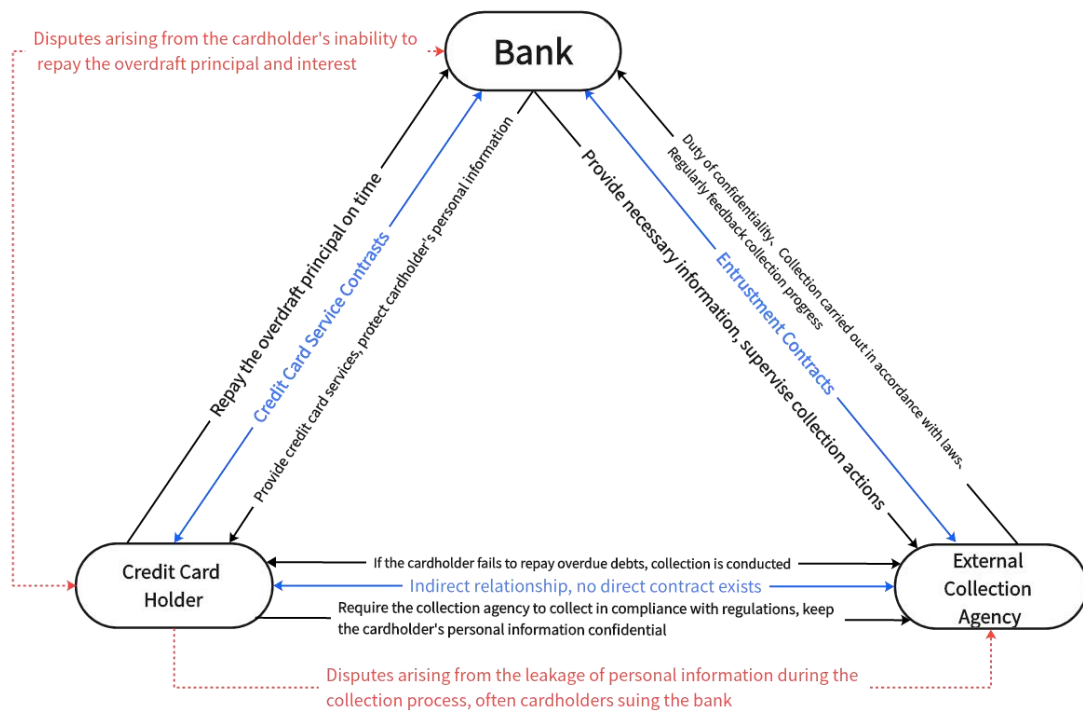 Disputes arising from the cardholder's inability to
repay the overdraft principal and interest
Bank
Repay the overdraft principal on time
Credit Card Service Contrasts
Provide credit card services, protect cardholder's personal information
Provide necessary information, supervise collection actions
Entrustment Contracts
Duty of confidentiality、Collection carried out in accordance with laws、
Regularly feedback collection progress
Credit Card
Holder
If the cardholder fails to repay overdue debts, collection is conducted
Indirect relationship, no direct contract exists
Require the collection agency to collect in compliance with regulations, keep
the cardholder's personal information confidential
External
Collection
Agency
Disputes arising from the leakage of personal information during the
collection process, often cardholders suing the bank